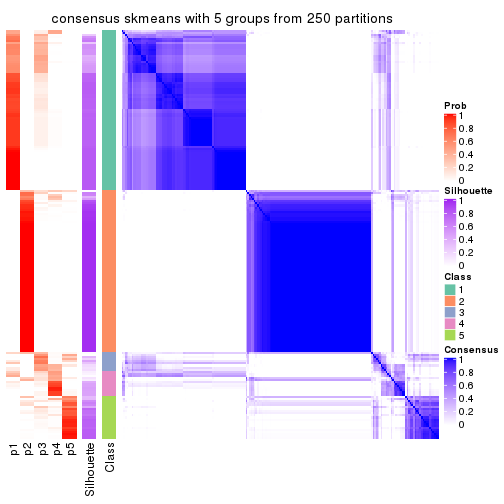 consensus skmeans with 5 groups from 250 partitions
Prob
1
0.8
0.6
0.4
0.2
0
Silhouette
1
0.8
0.6
0.4
0.2
0
Class
1
2
3
4
5
Consensus
1
0.8
0.6
0.4
0.2
0
p1
p2
p3
p4
p5
Silhouette
Class